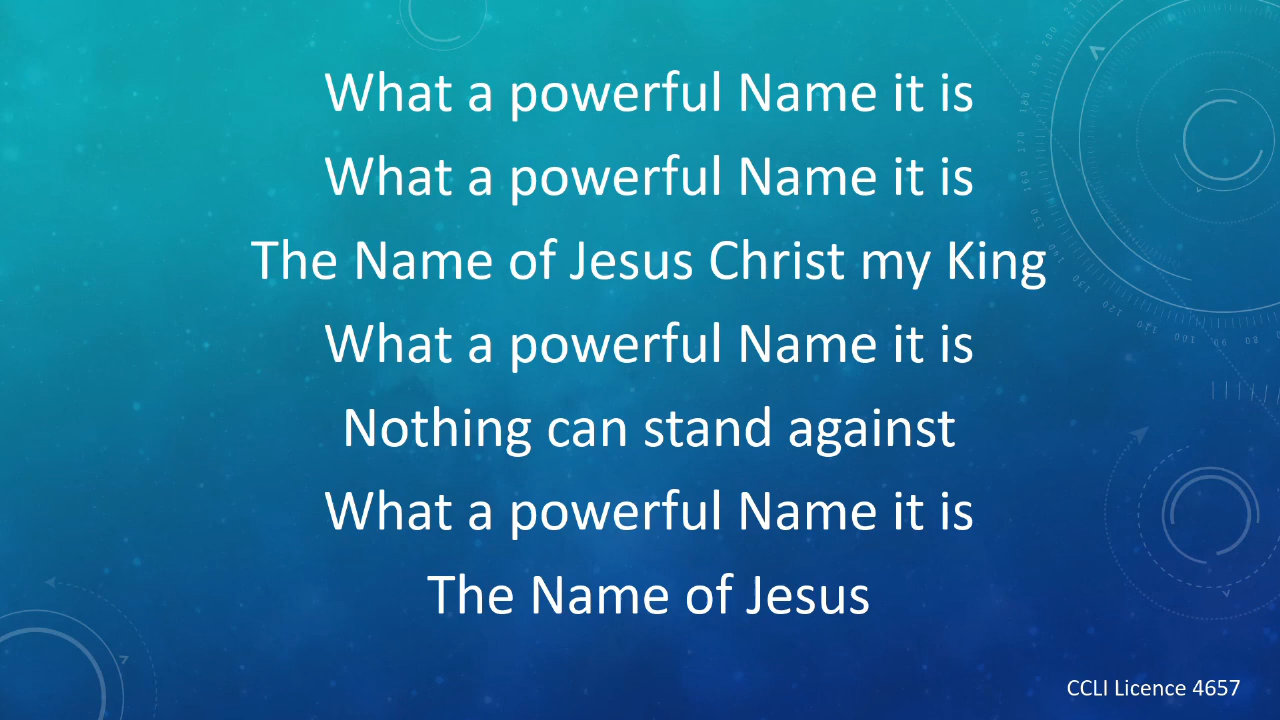 What a powerful Name it is
What a powerful Name it is
The Name of Jesus Christ my King
What a powerful Name it is
Nothing can stand against
What a powerful Name it is
The Name of Jesus
CCLI Licence 4657